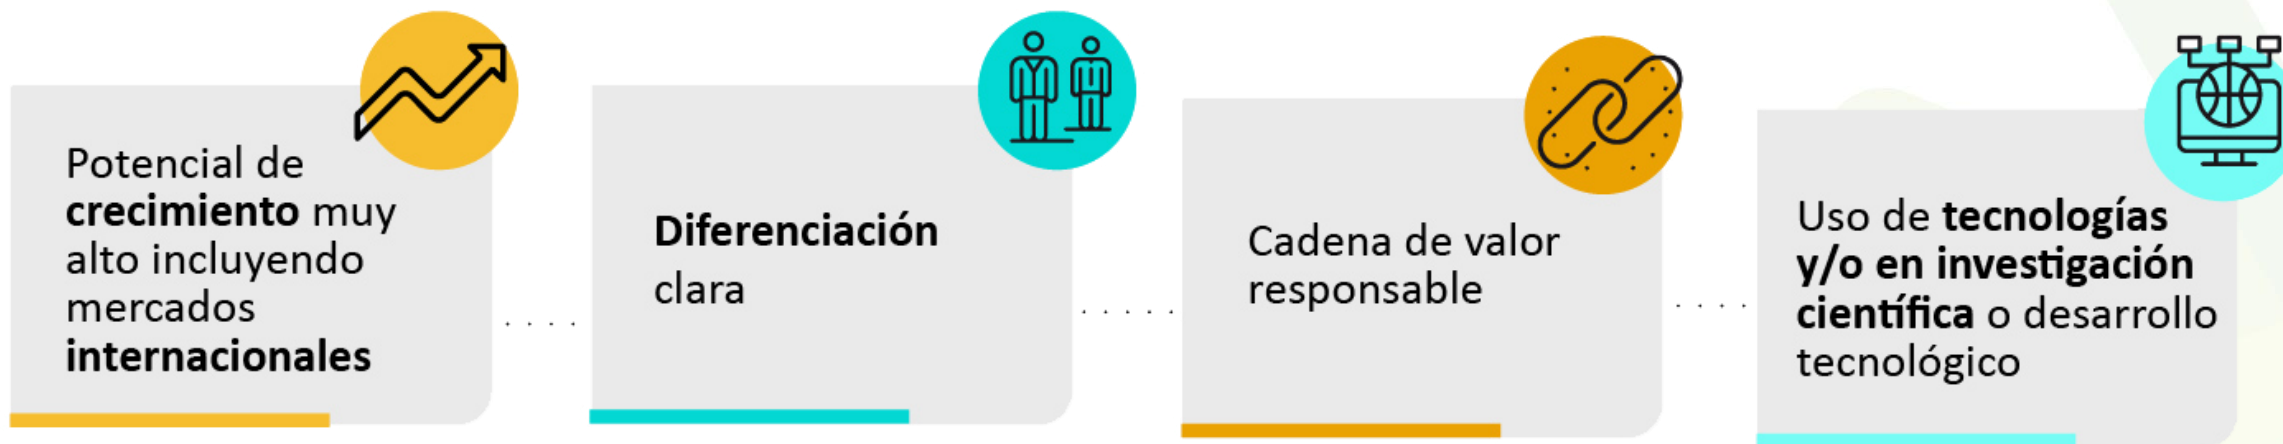 Potencial de
crecimiento muy
alto incluyendo
mercados
internacionales
Diferenciación
clara
Cadena de valor
responsable
Uso de tecnologías
y/o en investigación
científica o desarrollo
tecnológico